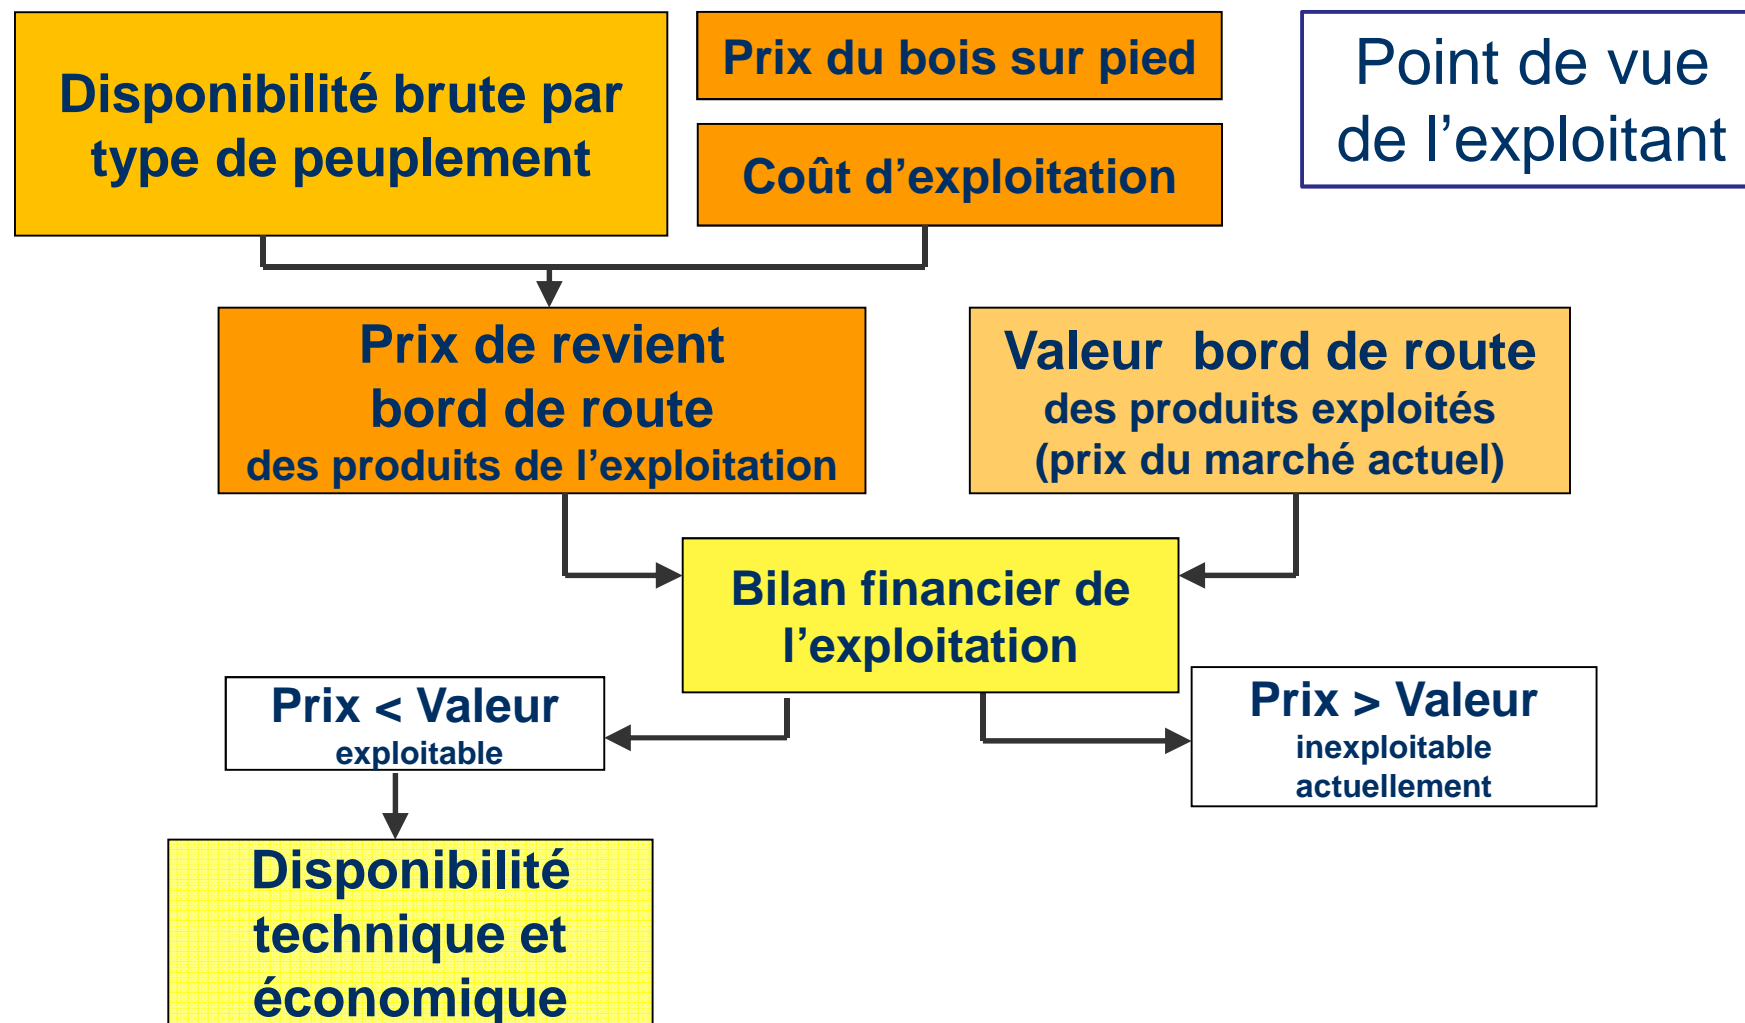 Disponibilité brute par
type de peuplement
Prix du bois sur pied
Coût d’exploitation
Point de vue
de l’exploitant
Prix de revient
bord de route
des produits de l’exploitation
Valeur bord de route
des produits exploités
(prix du marché actuel)
Bilan financier de
l’exploitation
Prix < Valeur
exploitable
Prix > Valeur
inexploitable
actuellement
Disponibilité
technique et
économique